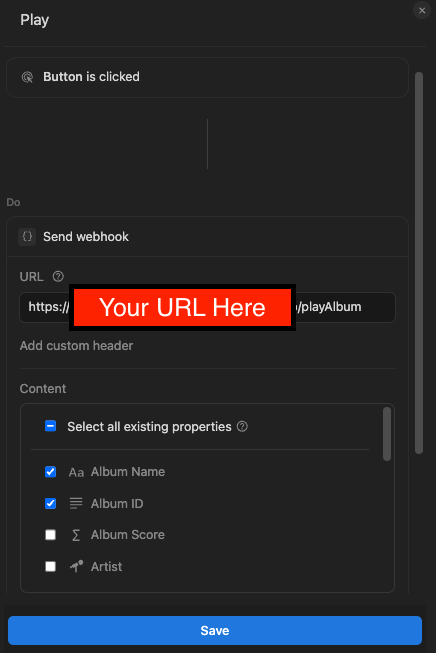 Play
Button is clicked
Do
{} Send webhook
URL
https:// Your URL Here /playAlbum
Add custom header
Content
Select all existing properties
Aa Album Name
Album ID
Σ Album Score
Artist
Save